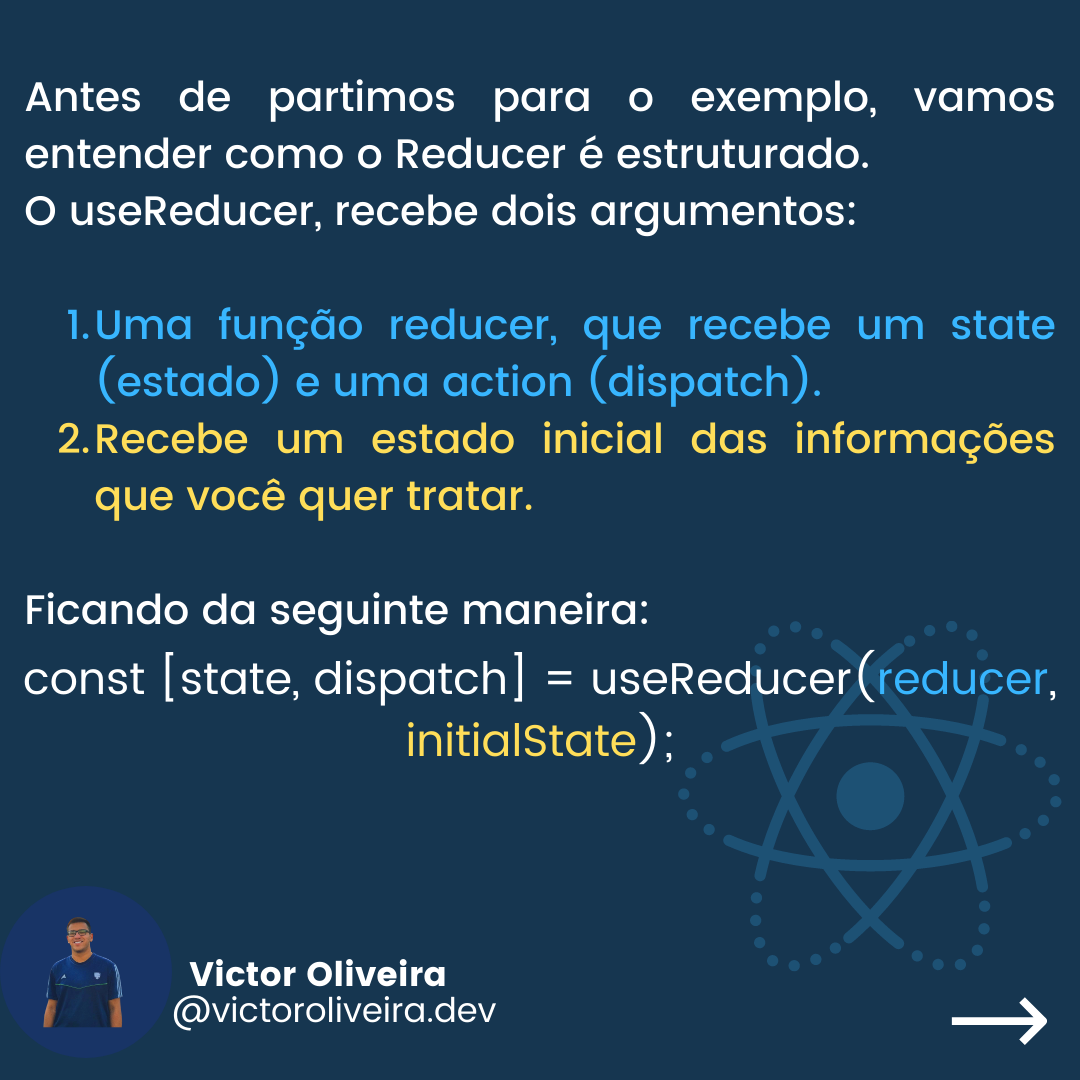 Antes de partimos para o exemplo, vamos
entender como o Reducer é estruturado.
O useReducer, recebe dois argumentos:
1. Uma função reducer, que recebe um state
(estado) e uma action (dispatch).
2. Recebe um estado inicial das informações
que você quer tratar.
Ficando da seguinte maneira:
const [state, dispatch] = useReducer(reducer,
initialState);
Victor Oliveira
@victoroliveira.dev